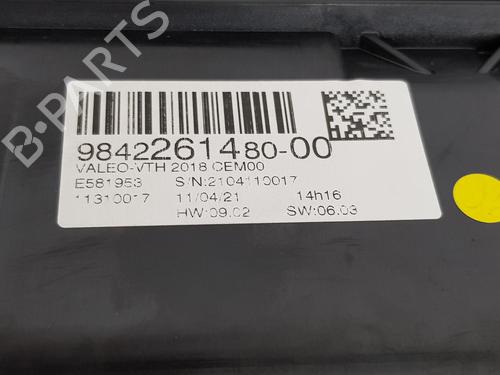 B-PARTS
9842261480-00
VALEO-VTH 2018 CEM00
E581953 S/N:2104110017
11310017 11/04/21 14h16
HW:09.02 SW:06.03